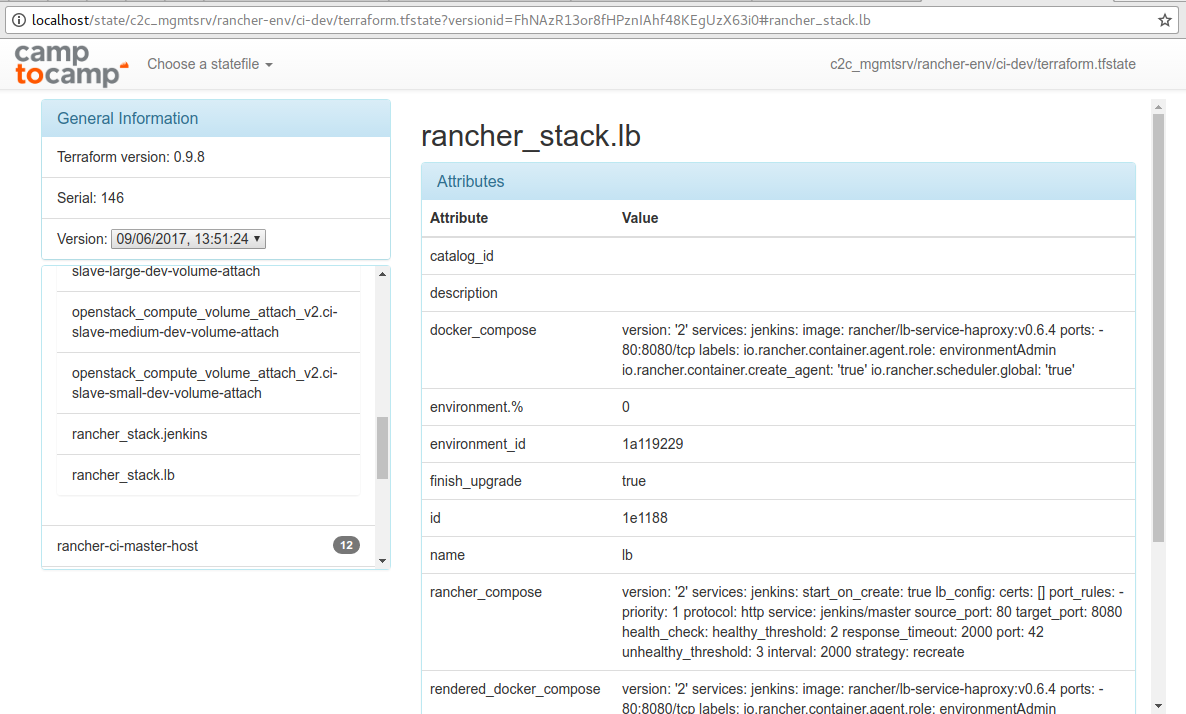 localhost/state/c2c_mgmtsrv/rancher-env/ci-dev/terraform.tfstate?versionid=FhNAzR13or8fHPznIAhf48KEgUzX63i0#rancher_stack.lb
camp
tocamp
Choose a statefile
c2c_mgmtsrv/rancher-env/ci-dev/terraform.tfstate
General Information
Terraform version: 0.9.8
Serial: 146
Version: 09/06/2017, 13:51:24
slave-large-dev-volume-attach
openstack_compute_volume_attach_v2.ci-
slave-medium-dev-volume-attach
openstack_compute_volume_attach_v2.ci-
slave-small-dev-volume-attach
rancher_stack.jenkins
rancher_stack.lb
rancher-ci-master-host 12
rancher_stack.lb
Attributes
Attribute Value
catalog_id
description
docker_compose version: '2' services: jenkins: image: rancher/lb-service-haproxy:v0.6.4 ports: -
80:8080/tcp labels: io.rancher.container.agent.role: environmentAdmin
io.rancher.container.create_agent: 'true' io.rancher.scheduler.global: 'true'
environment.% 0
environment_id 1a119229
finish_upgrade true
id 1e1188
name lb
rancher_compose version: '2' services: jenkins: start_on_create: true lb_config: certs: [] port_rules: -
priority: 1 protocol: http service: jenkins/master source_port: 80 target_port: 8080
health_check: healthy_threshold: 2 response_timeout: 2000 port: 42
unhealthy_threshold: 3 interval: 2000 strategy: recreate
rendered_docker_compose version: '2' services: jenkins: image: rancher/lb-service-haproxy:v0.6.4 ports: -
80:8080/tcp labels: io.rancher.container.agent.role: environmentAdmin